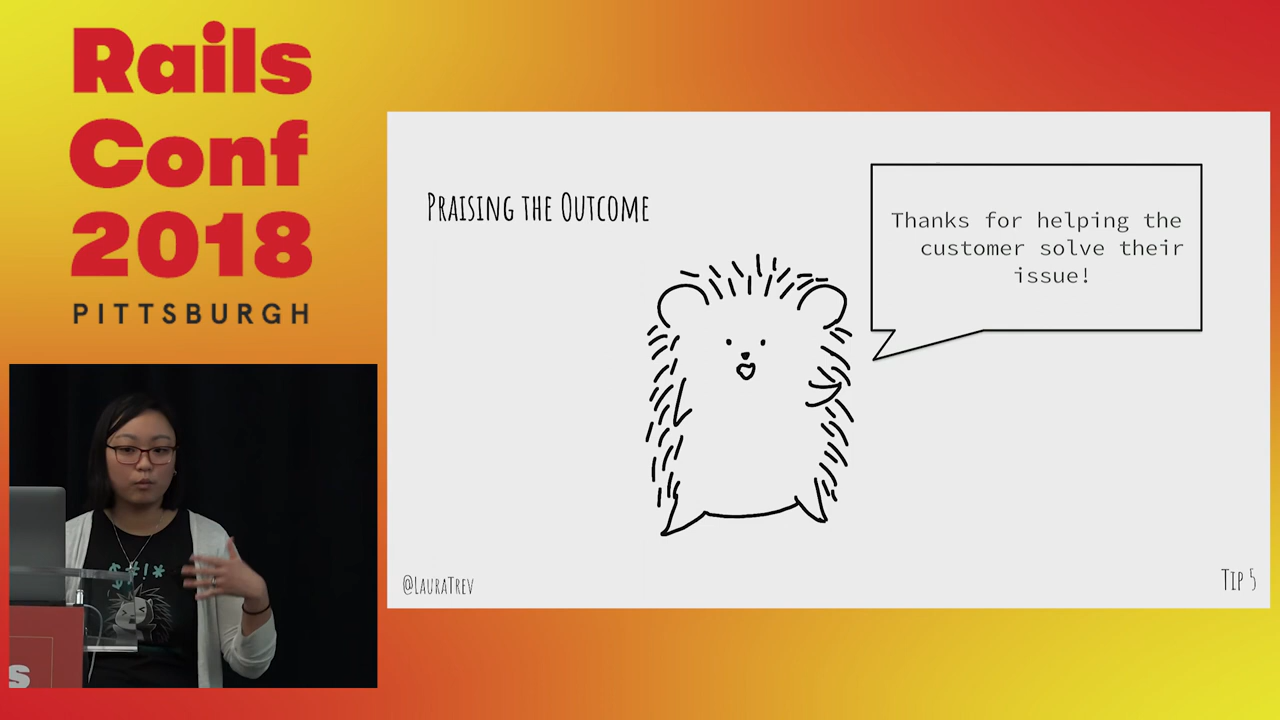 Rails
Conf
2018
PITTSBURGH
PRAISING THE OUTCOME
Thanks for helping the
customer solve their
issue!
$#!*
S
@LAURATREV
TIP 5